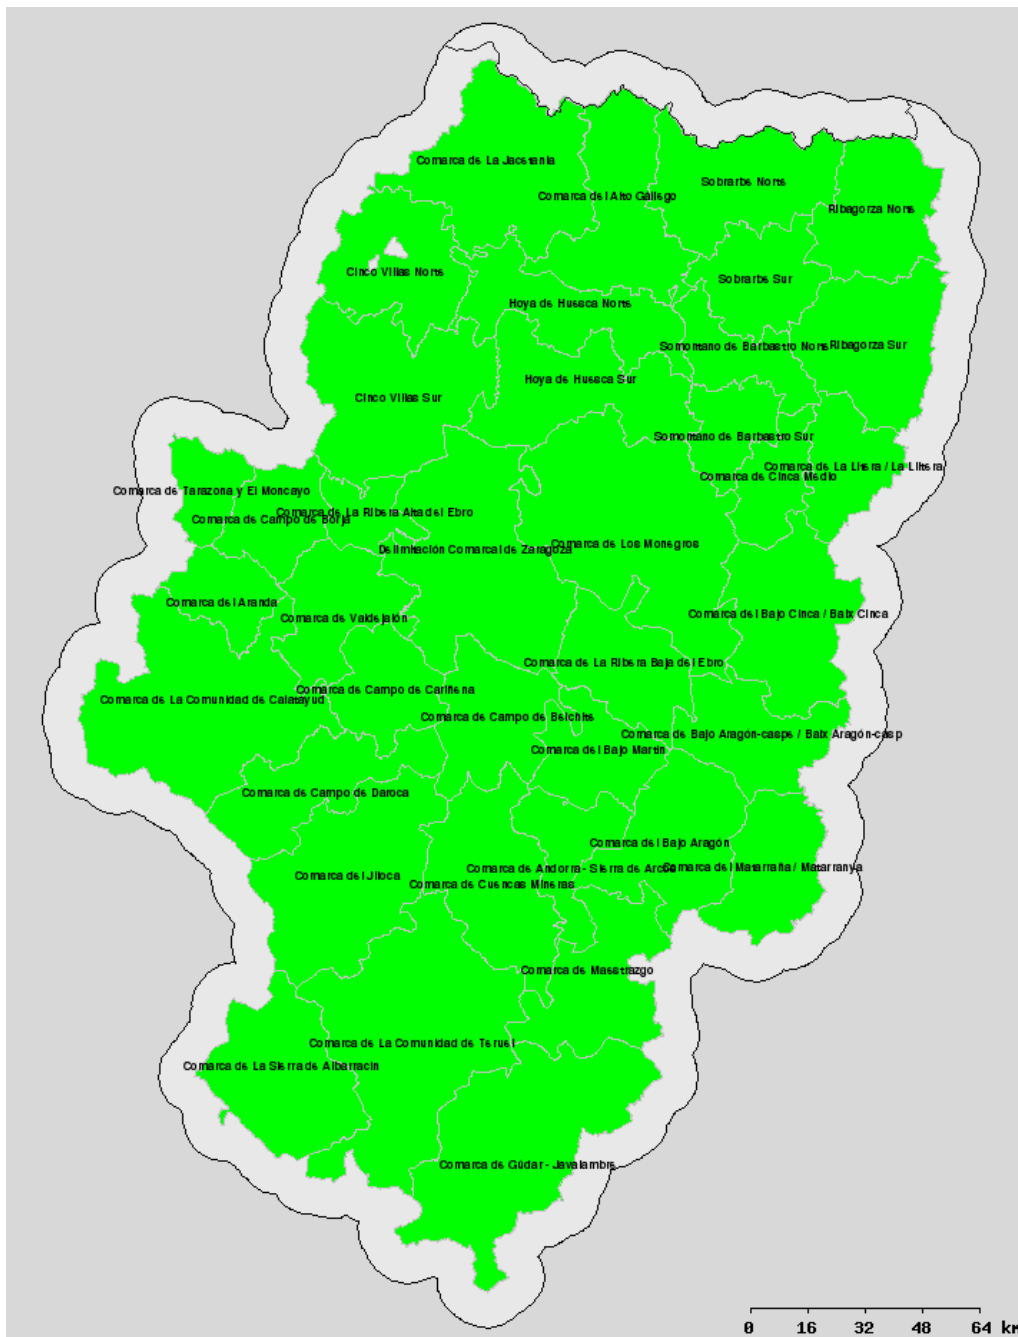 Comarca de La Jacetania
Sobrarbe Norte
Comarca del Alto Gállego
Ribagorza Norte
Cinco Villas Norte
Sobrarbe Sur
Hoya de Huesca Norte
Somontano de Barbastro Norte
Ribagorza Sur
Hoya de Huesca Sur
Cinco Villas Sur
Somontano de Barbastro Sur
Comarca de La Litera / La Llitera
Comarca de Cinca Medio
Comarca de Tarazona y El Moncayo
Comarca de La Ribera Alta del Ebro
Comarca de Campo de Borja
Comarca de Los Monegros
Delimitación Comarcal de Zaragoza
Comarca del Aranda
Comarca del Bajo Cinca / Baix Cinca
Comarca de Valdejalón
Comarca de La Ribera Baja del Ebro
Comarca de Campo de Cariñena
Comarca de La Comunidad de Calatayud
Comarca de Campo de Belchite
Comarca de Bajo Aragón-caspe / Baix Aragón-casp
Comarca del Bajo Martín
Comarca de Campo de Daroca
Comarca del Bajo Aragón
Comarca de Andorra - Sierra de Arcos
Comarca del Matarraña / Matarranya
Comarca del Jiloca
Comarca de Cuencas Mineras
Comarca de Maestrazgo
Comarca de La Comunidad de Teruel
Comarca de La Sierra de Albarracín
Comarca de Gúdar - Javalambre
0 16 32 48 64 km